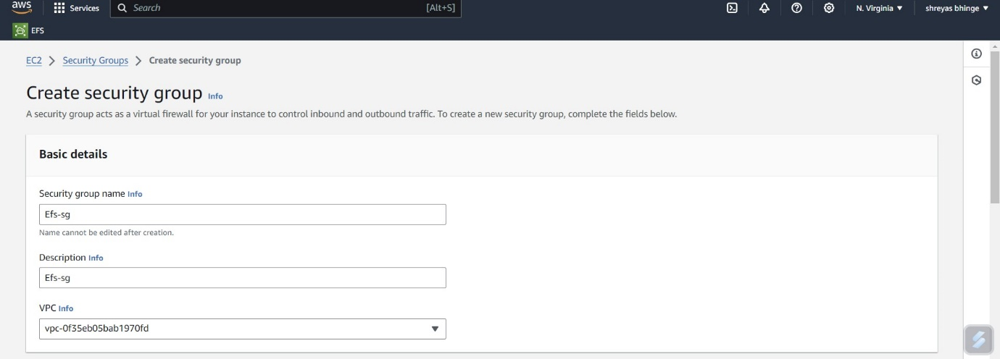 aws Services Search [Alt+S] N. Virginia shreyas bhinge
EFS
EC2 Security Groups Create security group
Create security group Info
A security group acts as a virtual firewall for your instance to control inbound and outbound traffic. To create a new security group, complete the fields below.
Basic details
Security group name Info
Efs-sg
Name cannot be edited after creation.
Description Info
Efs-sg
VPC Info
vpc-0f35eb05bab1970fd